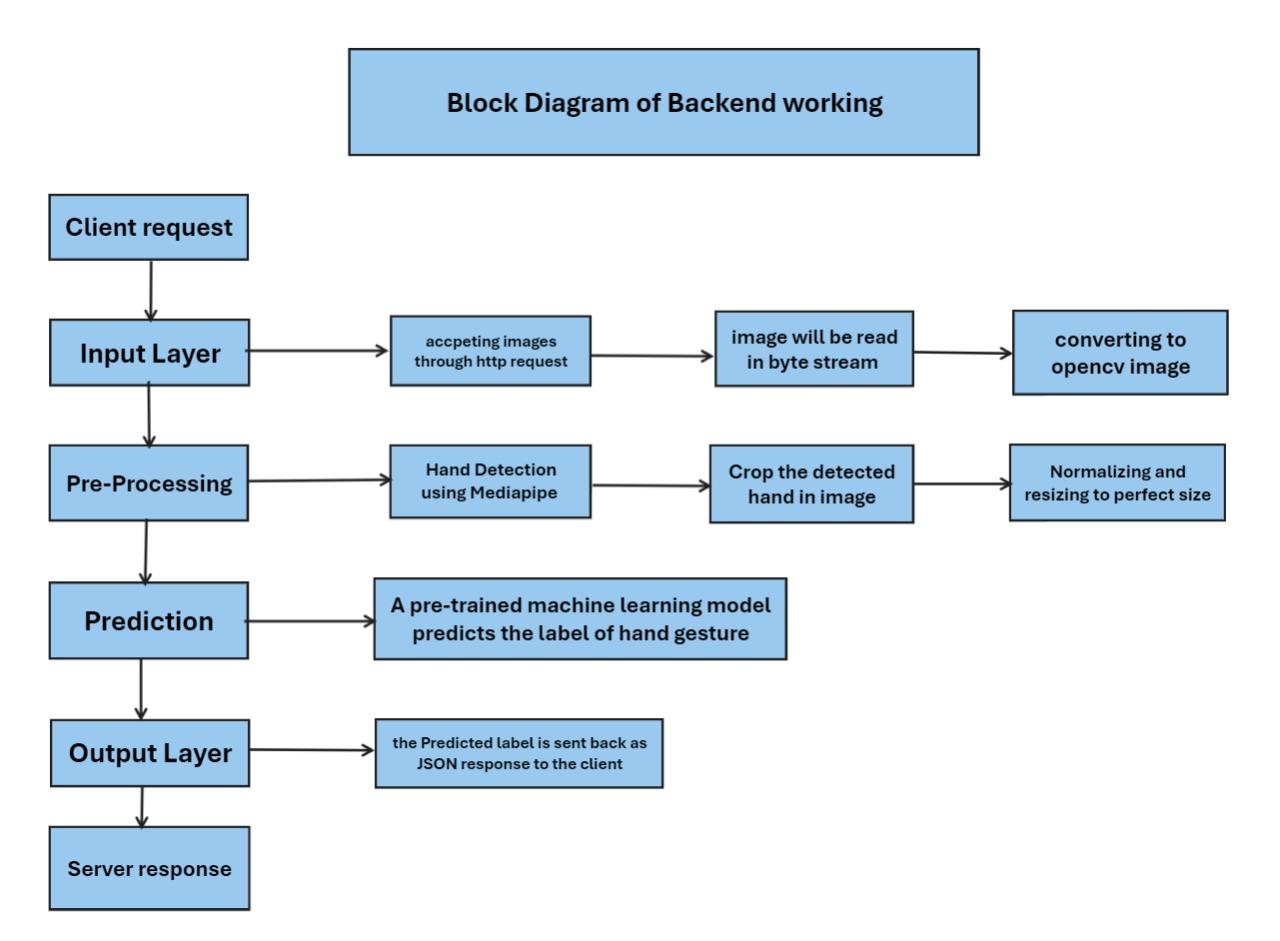 Block Diagram of Backend working
Client request
Input Layer
accpeting images
through http request
image will be read
in byte stream
converting to
opencv image
Pre-Processing
Hand Detection
using Mediapipe
Crop the detected
hand in image
Normalizing and
resizing to perfect size
Prediction
A pre-trained machine learning model
predicts the label of hand gesture
Output Layer
the Predicted label is sent back as
JSON response to the client
Server response